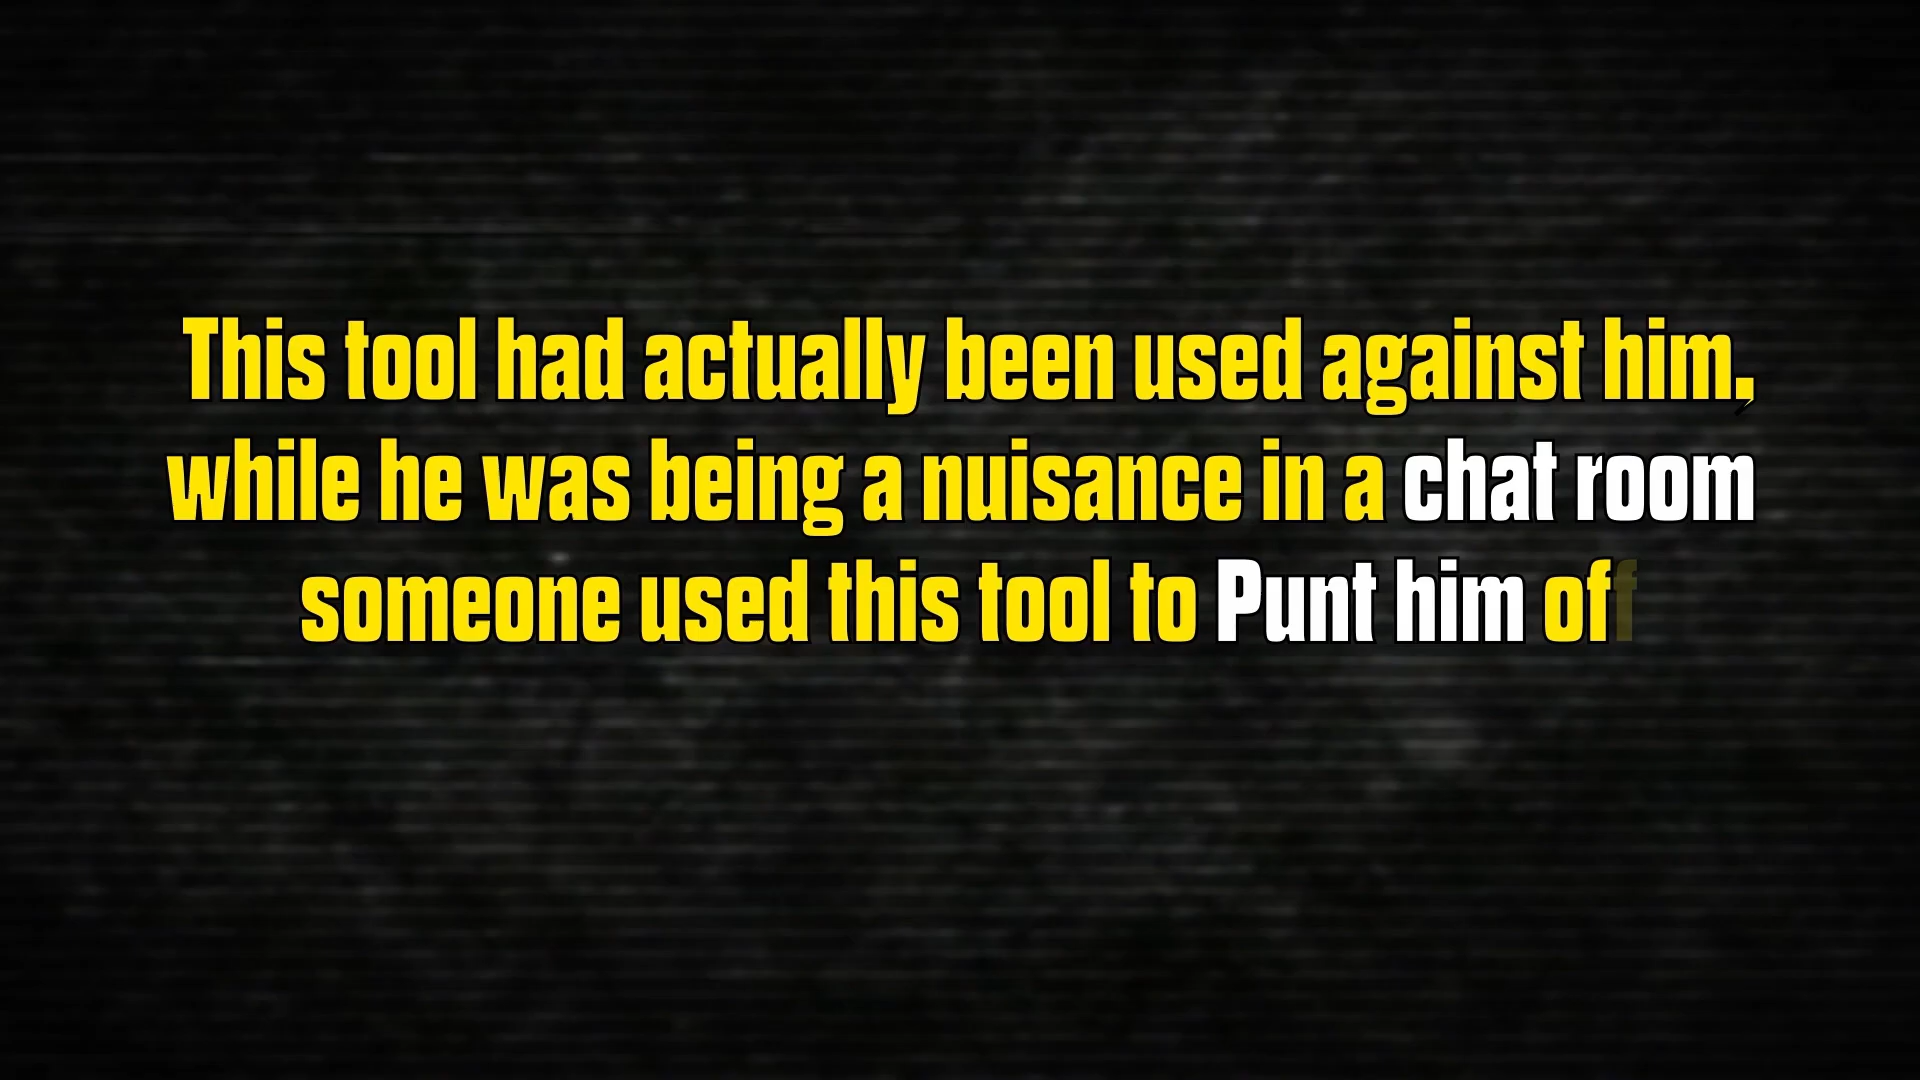 This tool had actually been used against him,
while he was being a nuisance in a chat room
someone used this tool to Punt him off